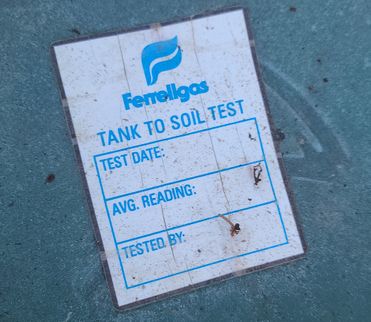 Ferrellgas
TANK TO SOIL TEST
TEST DATE:
AVG. READING:
TESTED BY: